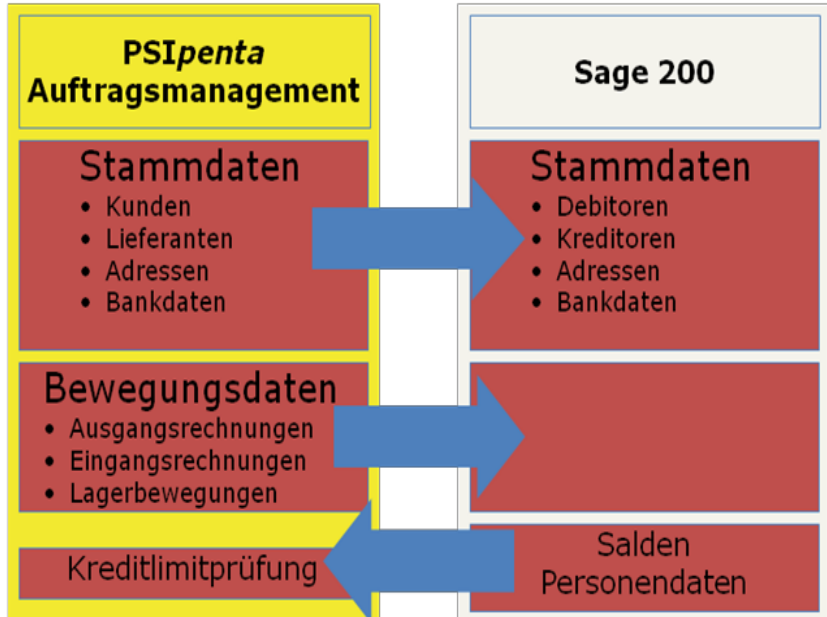 PSIpenta
Auftragsmanagement
Stammdaten
• Kunden
• Lieferanten
• Adressen
• Bankdaten
Bewegungsdaten
• Ausgangsrechnungen
• Eingangsrechnungen
• Lagerbewegungen
Kreditlimitprüfung
Sage 200
Stammdaten
• Debitoren
• Kreditoren
• Adressen
• Bankdaten
Salden
Personendaten